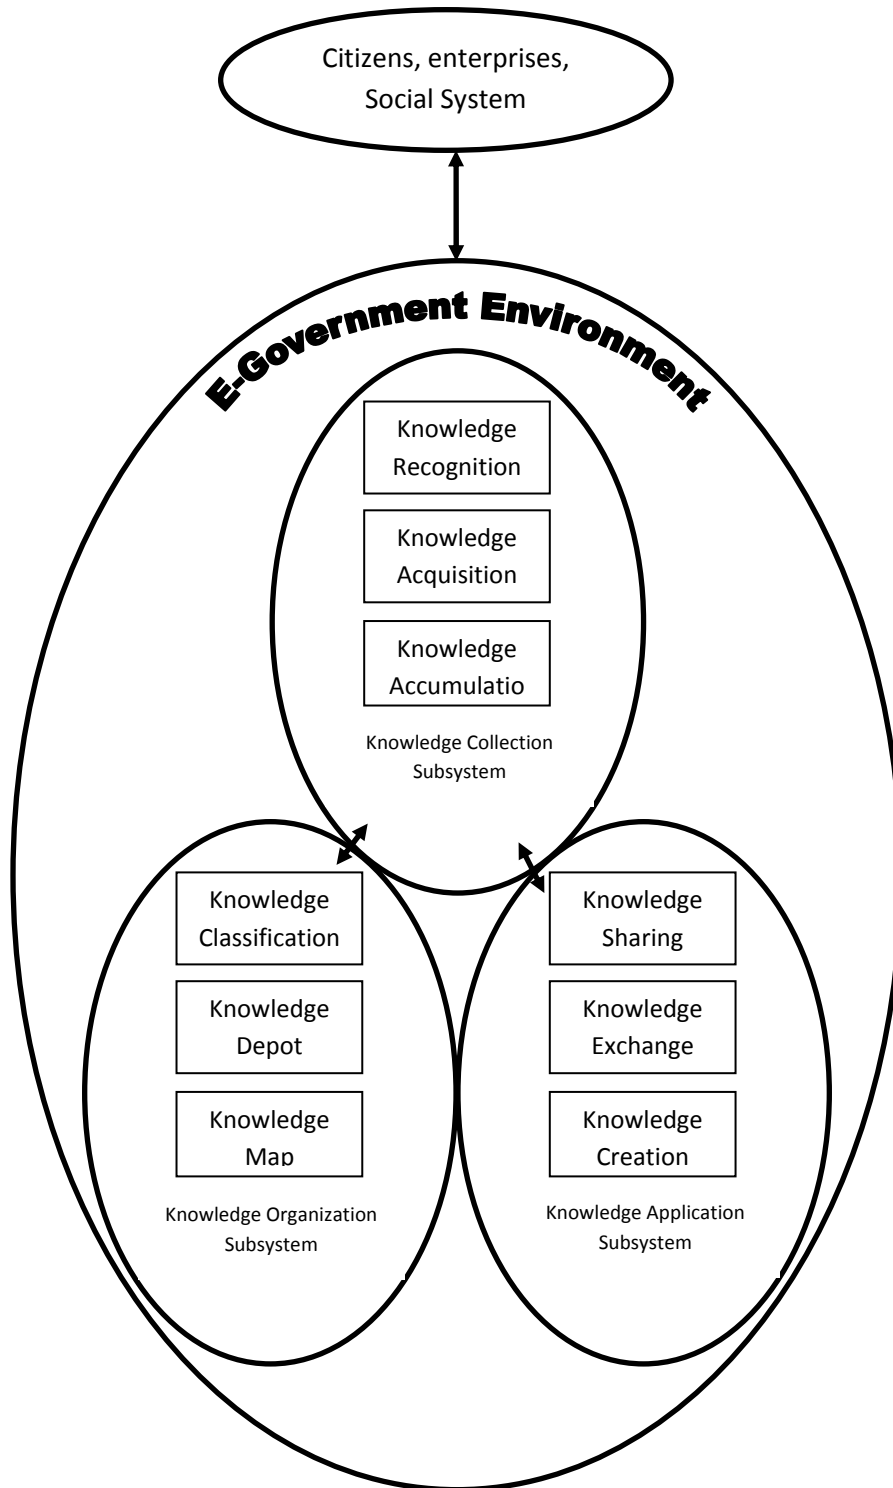 Citizens, enterprises,
Social System
E-Government Environment
Knowledge
Recognition
Knowledge
Acquisition
Knowledge
Accumulatio
Knowledge Collection
Subsystem
Knowledge
Classification
Knowledge
Depot
Knowledge
Map
Knowledge Organization
Subsystem
Knowledge
Sharing
Knowledge
Exchange
Knowledge
Creation
Knowledge Application
Subsystem